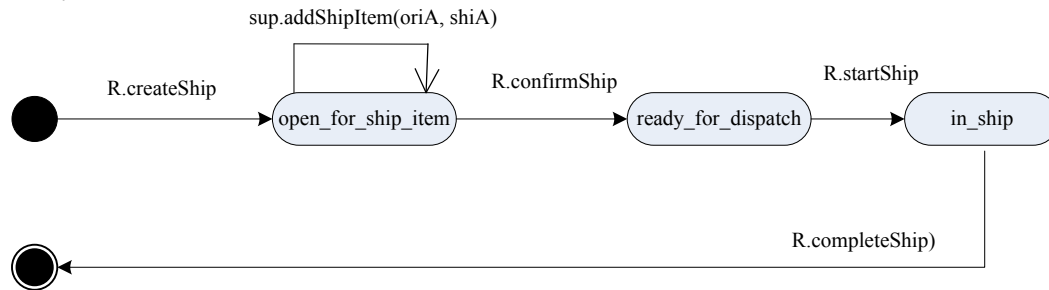 sup.addShipItem(oriA, shiA)
R.createShip
R.confirmShip
R.startShip
open_for_ship_item
ready_for_dispatch
in_ship
R.completeShip)